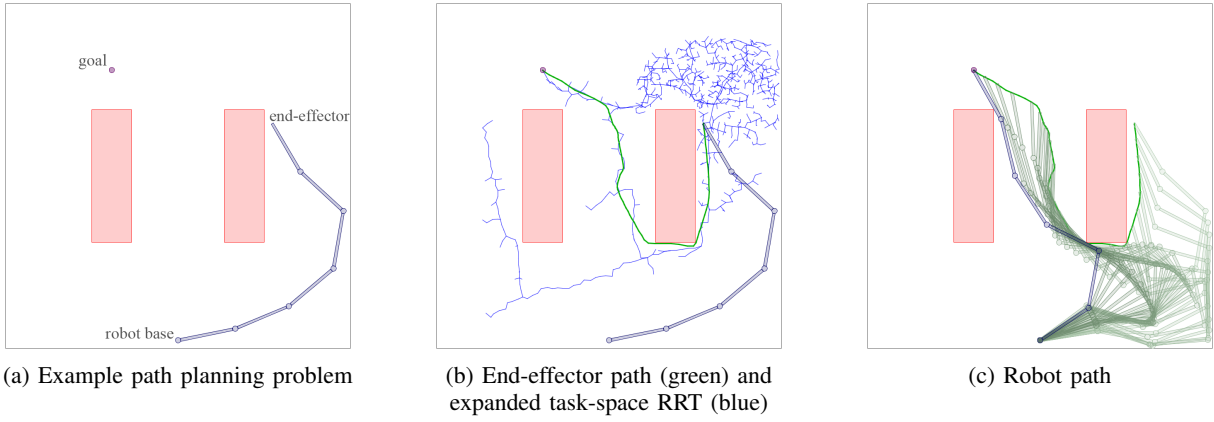 goal
end-effector
robot base
(a) Example path planning problem
(b) End-effector path (green) and
expanded task-space RRT (blue)
(c) Robot path